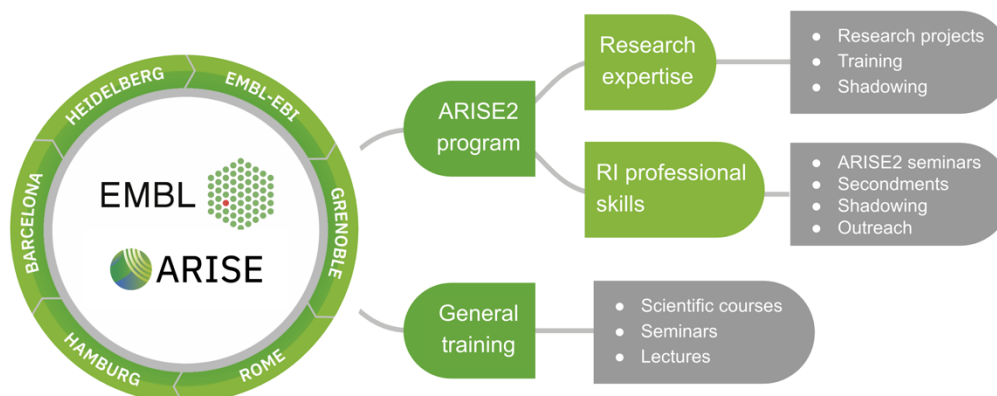 HEIDELBERG
EMBL-EBI
GRENOBLE
ROME
HAMBURG
BARCELONA
EMBL
ARISE
ARISE2
program
Research
expertise
● Research projects
● Training
● Shadowing
RI professional
skills
● ARISE2 seminars
● Secondments
● Shadowing
● Outreach
General
training
● Scientific courses
● Seminars
● Lectures